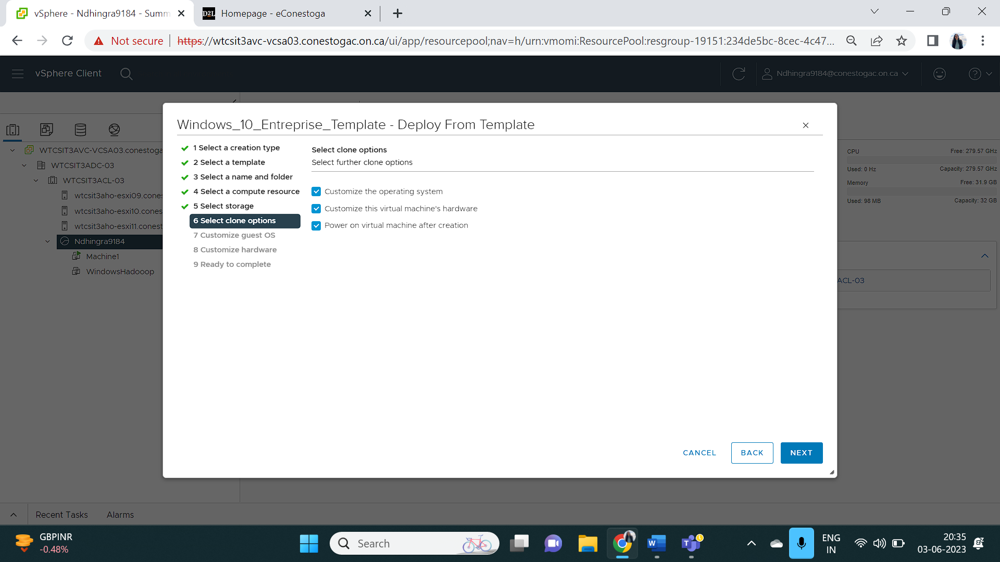 vSphere - Ndhingra9184 - Summ
D2L
Homepage - eConestoga
Not secure
https://wtcsit3avc-vcsa03.conestogac.on.ca/ui/app/resourcepool;nav=h/urn:vmomi:ResourcePool:resgroup-19151:234de5bc-8cec-4c47...
vSphere Client
Ndhingra9184@conestogac.on.ca
Windows_10_Entreprise_Template - Deploy From Template
1 Select a creation type
2 Select a template
3 Select a name and folder
4 Select a compute resource
5 Select storage
6 Select clone options
7 Customize guest OS
8 Customize hardware
9 Ready to complete
Select clone options
Select further clone options
Customize the operating system
Customize this virtual machine's hardware
Power on virtual machine after creation
CANCEL
BACK
NEXT
WTCSIT3AVC-VCSA03.conestoga
WTCSIT3ADC-03
WTCSIT3ACL-03
wtcsit3aho-esxi09.cones
wtcsit3aho-esxi10.cones
wtcsit3aho-esxi11.conest
Ndhingra9184
Machine1
WindowsHadooop
CPU
Free: 279.57 GHz
Used: 0 Hz
Capacity: 279.57 GHz
Memory
Free: 31.9 GB
Used: 98 MB
Capacity: 32 GB
ACL-03
Recent Tasks
Alarms
GBPINR
-0.48%
Search
ENG
IN
20:35
03-06-2023